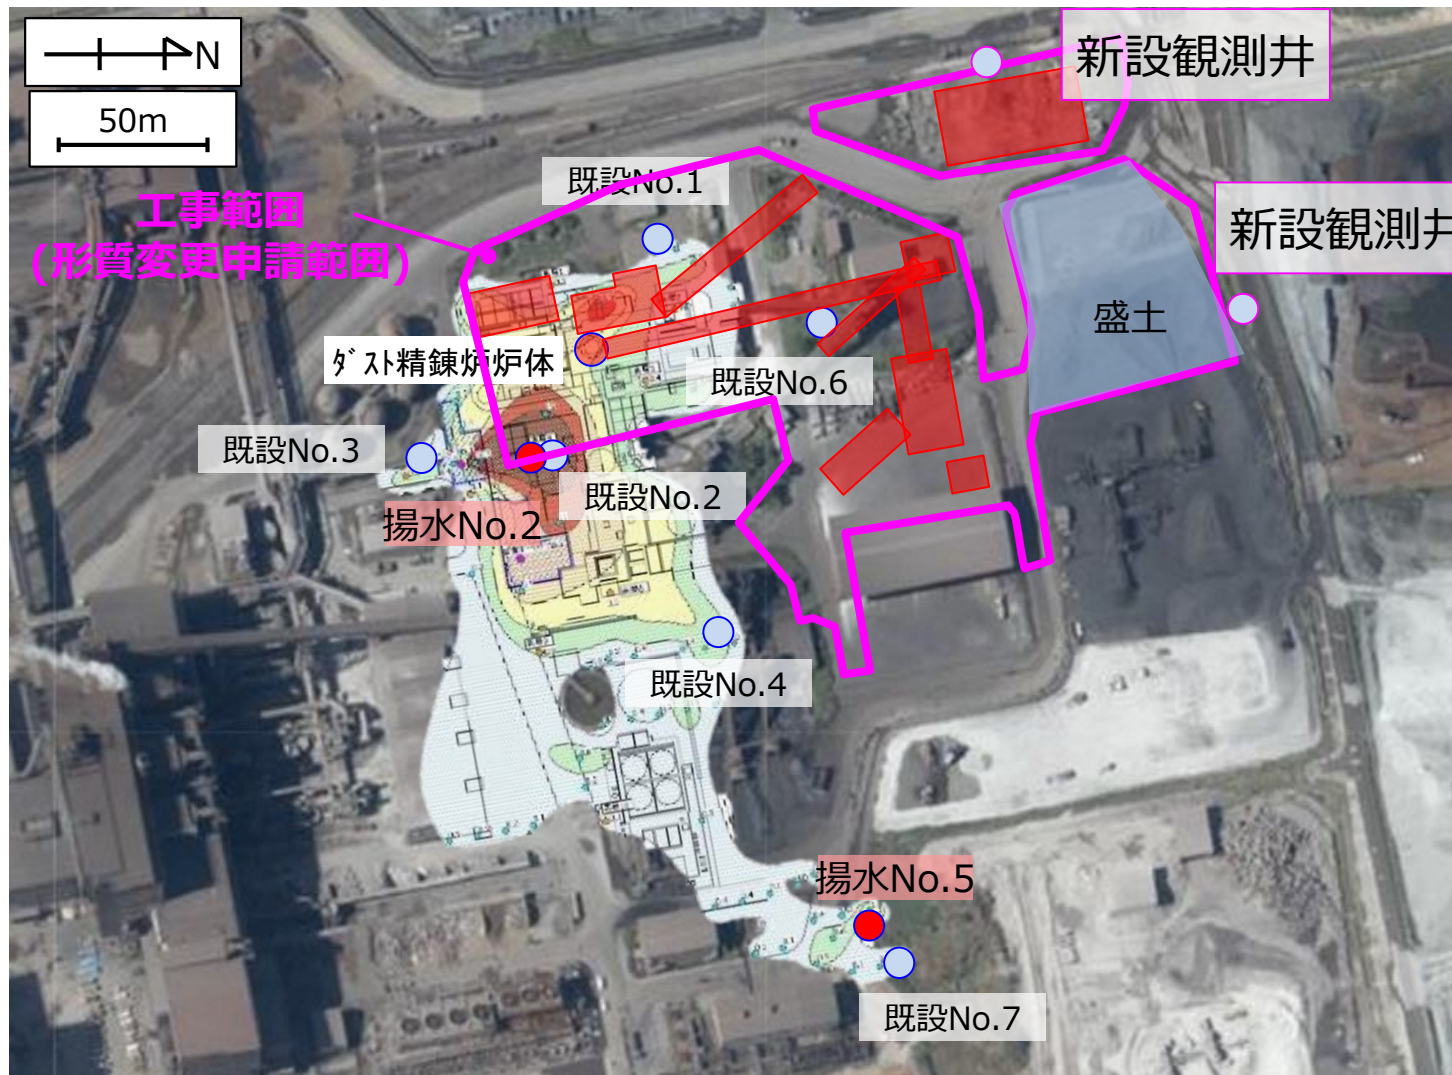 N
50m
新設観測井
既設No.1
工事範囲
(形質変更申請範囲)
新設観測井
盛土
ﾀﾞｽﾄ精錬炉炉体
既設No.6
既設No.3
既設No.2
揚水No.2
既設No.4
揚水No.5
既設No.7